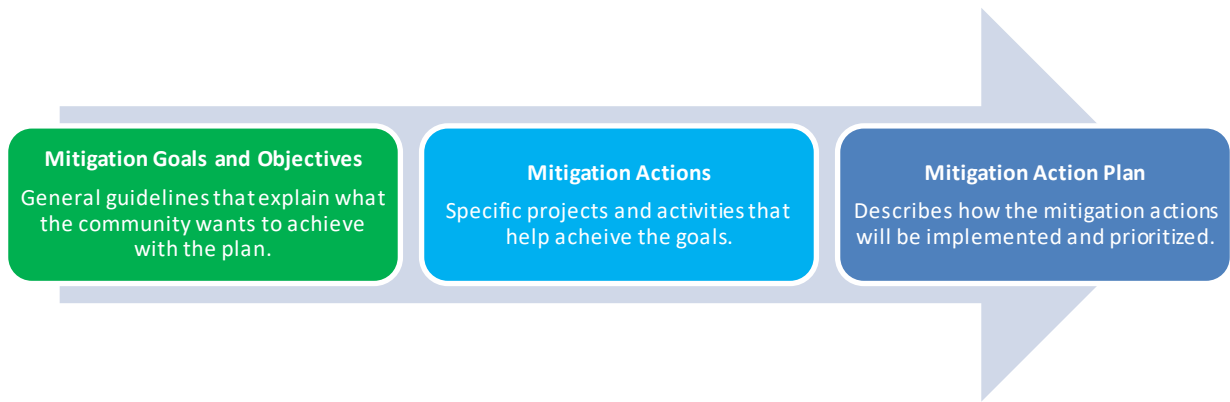 Mitigation Goals and Objectives
General guidelines that explain what
the community wants to achieve
with the plan.
Mitigation Actions
Specific projects and activities that
help acheive the goals.
Mitigation Action Plan
Describes how the mitigation actions
will be implemented and prioritized.